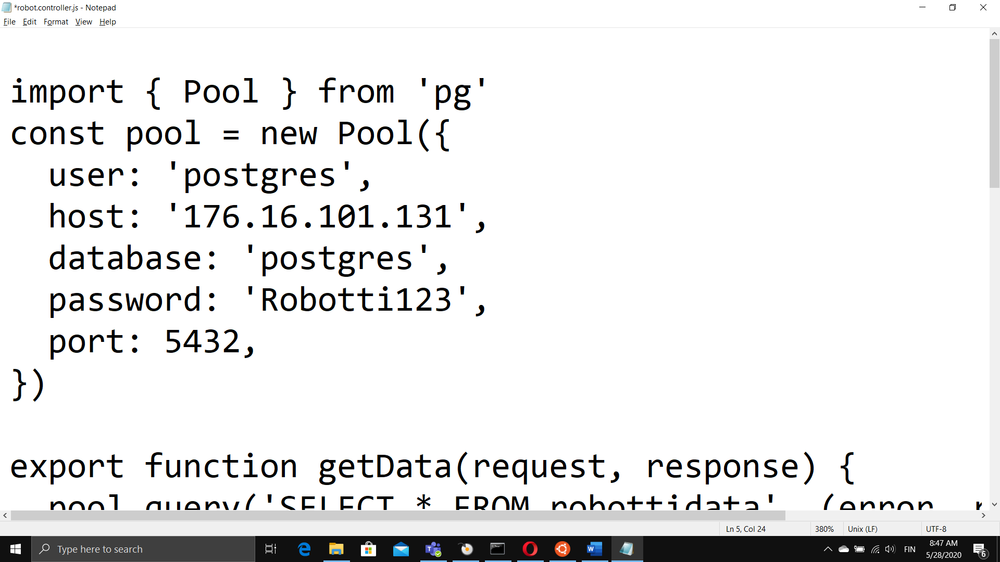 *robot.controller.js - Notepad
File Edit Format View Help
import { Pool } from 'pg'
const pool = new Pool({
  user: 'postgres',
  host: '176.16.101.131',
  database: 'postgres',
  password: 'Robotti123',
  port: 5432,
})
export function getData(request, response) {
  pool.query('SELECT * FROM robottidata', (error,
Ln 5, Col 24 380% Unix (LF) UTF-8
Type here to search
FIN
8:47 AM
5/28/2020
6